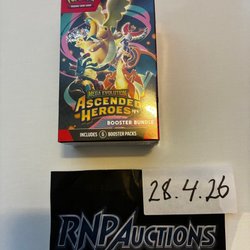 MEGA EVOLUTION
ASCENDED
HEROES
BOOSTER BUNDLE
INCLUDES 6 BOOSTER PACKS
28.4.26
RNPAUCTIONS